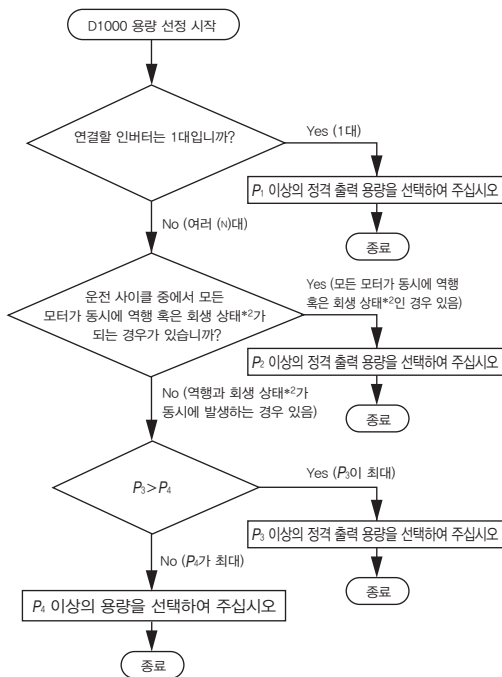 D1000 용량 선정 시작
연결할 인버터는 1대입니까?
Yes (1대)
P₁ 이상의 정격 출력 용량을 선택하여 주십시오
종료
No (여러 (N)대)
운전 사이클 중에서 모든
모터가 동시에 역행 혹은 회생 상태*2가
되는 경우가 있습니까?
Yes (모든 모터가 동시에 역행
혹은 회생 상태*2인 경우 있음)
P₂ 이상의 정격 출력 용량을 선택하여 주십시오
종료
No (역행과 회생 상태*2가
동시에 발생하는 경우 있음)
P₃>P₄
Yes (P₃이 최대)
P₃ 이상의 정격 출력 용량을 선택하여 주십시오
종료
No (P₄가 최대)
P₄ 이상의 용량을 선택하여 주십시오
종료